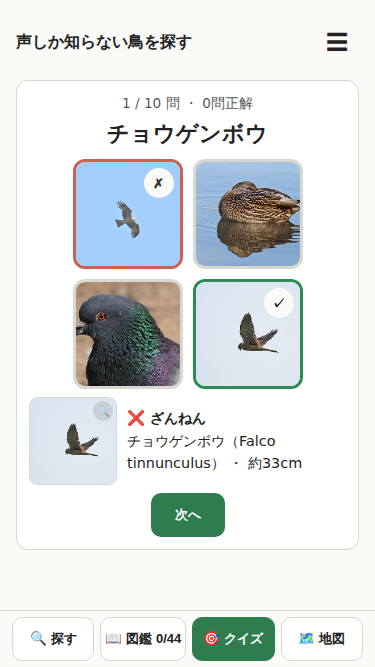 声しか知らない鳥を探す
☰
1 / 10 問 ・ 0問正解
チョウゲンボウ
✗
✓
🔍
❌ ざんねん
チョウゲンボウ（Falco
tinnunculus） ・ 約33cm
次へ
🔍 探す
📖 図鑑 0/44
🎯 クイズ
🗺️ 地図